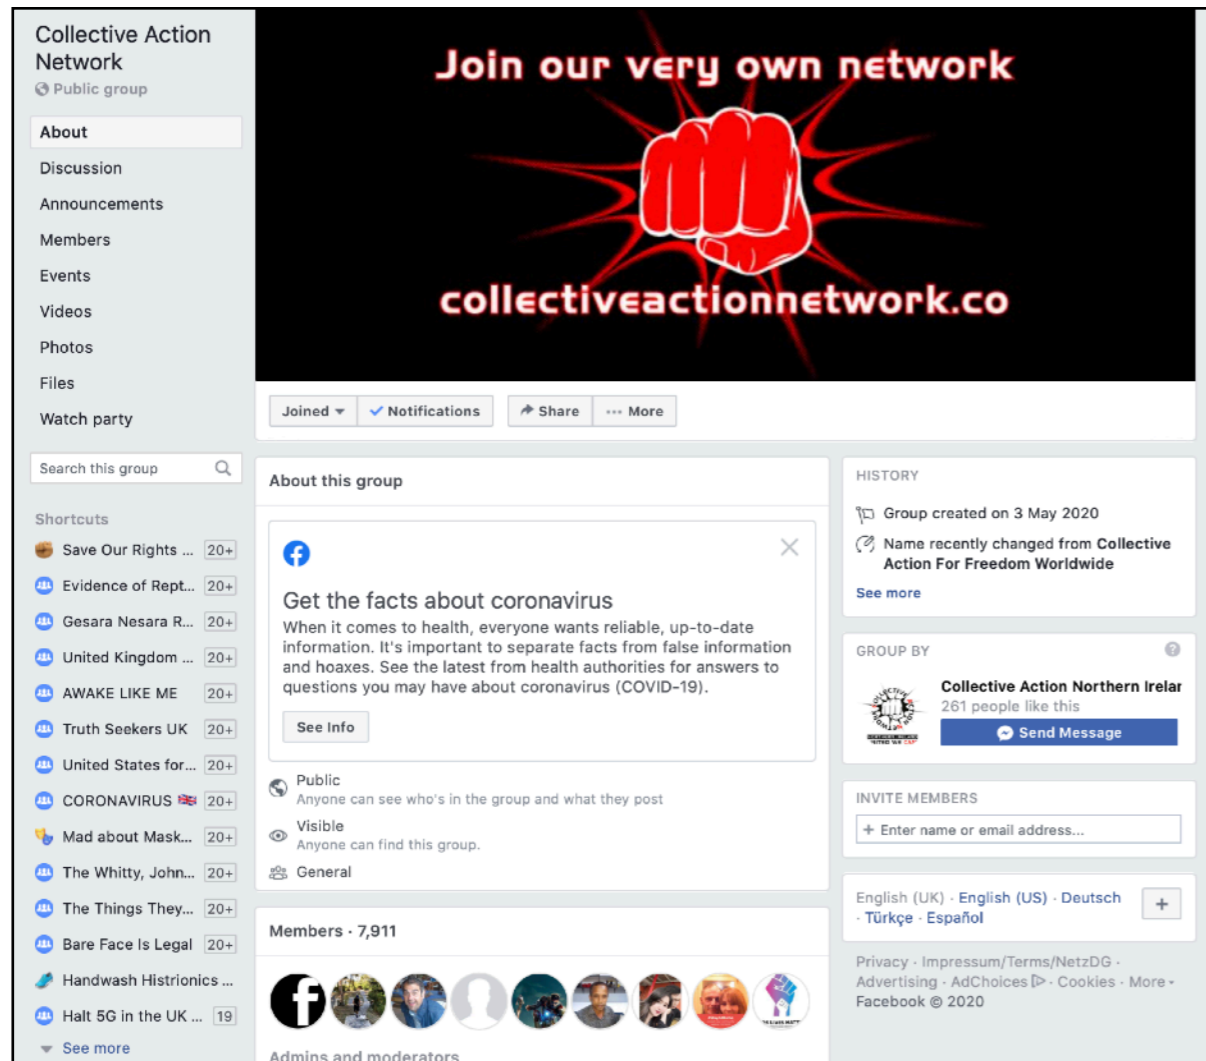 Collective Action
Network
Public group
About
Discussion
Announcements
Members
Events
Videos
Photos
Files
Watch party
Search this group
Shortcuts
Save Our Rights ... 20+
Evidence of Rept... 20+
Gesara Nesara R... 20+
United Kingdom ... 20+
AWAKE LIKE ME 20+
Truth Seekers UK 20+
United States for... 20+
CORONAVIRUS 🇬🇧 20+
Mad about Mask... 20+
The Whitty, John... 20+
The Things They... 20+
Bare Face Is Legal 20+
Handwash Histrionics ...
Halt 5G in the UK ... 19
See more
Join our very own network
collectiveactionnetwork.co
Joined Notifications Share More
About this group
Get the facts about coronavirus
When it comes to health, everyone wants reliable, up-to-date
information. It's important to separate facts from false information
and hoaxes. See the latest from health authorities for answers to
questions you may have about coronavirus (COVID-19).
See Info
Public
Anyone can see who's in the group and what they post
Visible
Anyone can find this group.
General
Members · 7,911
Admins and moderators
HISTORY
Group created on 3 May 2020
Name recently changed from Collective
Action For Freedom Worldwide
See more
GROUP BY
Collective Action Northern Irelar
261 people like this
Send Message
INVITE MEMBERS
+ Enter name or email address...
English (UK) · English (US) · Deutsch
· Türkçe · Español
Privacy · Impressum/Terms/NetzDG ·
Advertising · AdChoices · Cookies · More
Facebook © 2020